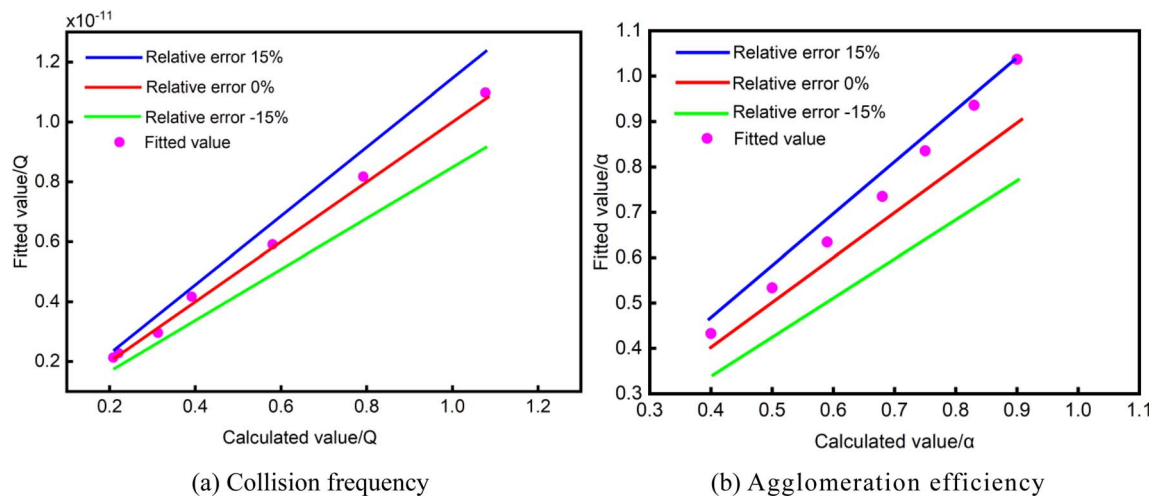 x10⁻¹¹
1.2
1.0
0.8
0.6
0.4
0.2
Fitted value/Q
Relative error 15%
Relative error 0%
Relative error -15%
Fitted value
0.2 0.4 0.6 0.8 1.0 1.2
Calculated value/Q
(a) Collision frequency
1.1
1.0
0.9
0.8
0.7
0.6
0.5
0.4
0.3
Fitted value/α
Relative error 15%
Relative error 0%
Relative error -15%
Fitted value
0.3 0.4 0.5 0.6 0.7 0.8 0.9 1.0 1.1
Calculated value/α
(b) Agglomeration efficiency